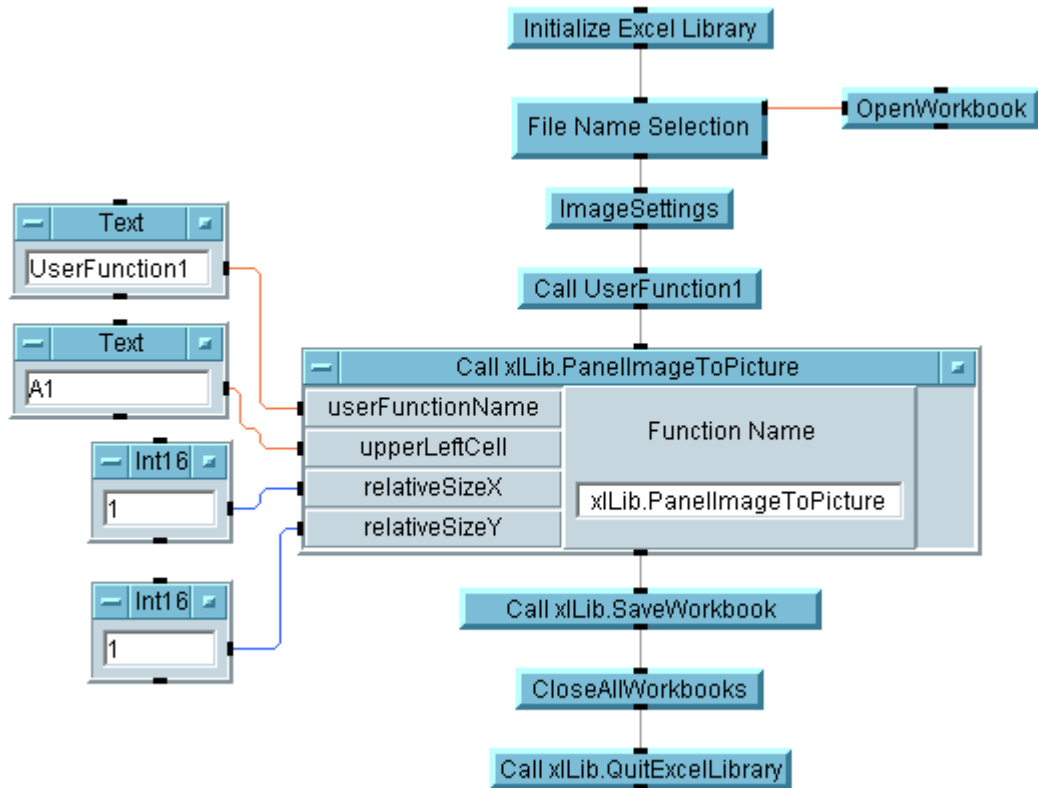 Initialize Excel Library
File Name Selection
OpenWorkbook
ImageSettings
Text
UserFunction1
Call UserFunction1
Text
A1
Call xlLib.PanelImageToPicture
userFunctionName
upperLeftCell
relativeSizeX
relativeSizeY
Function Name
xlLib.PanelImageToPicture
Int16
1
Int16
1
Call xlLib.SaveWorkbook
CloseAllWorkbooks
Call xlLib.QuitExcelLibrary